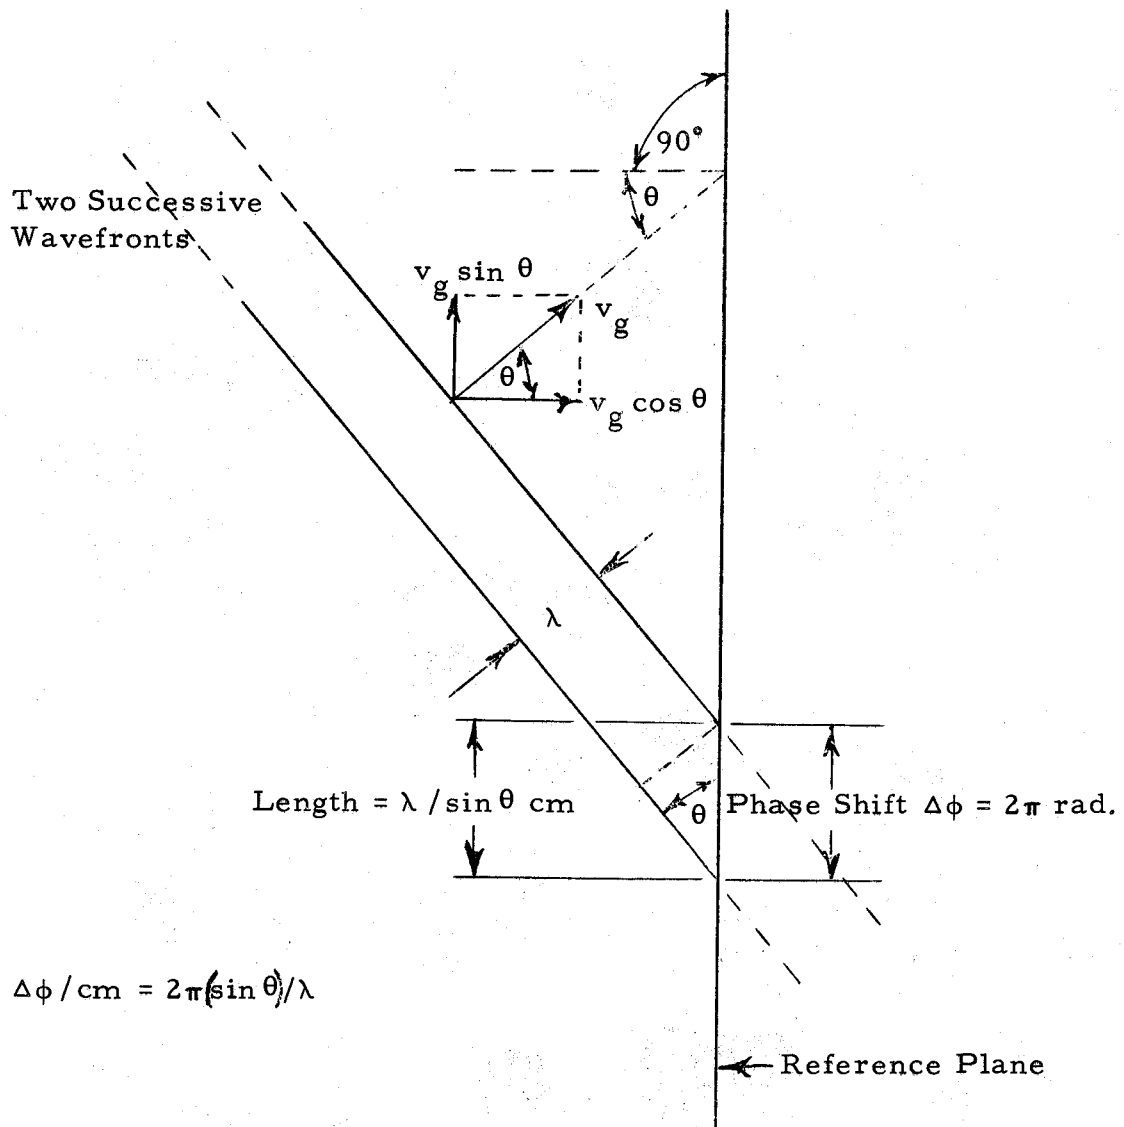 90°
θ
Two Successive
Wavefronts
v_g sin θ
v_g
θ
v_g cos θ
λ
Length = λ / sin θ cm
θ
Phase Shift Δϕ = 2π rad.
Δϕ / cm = 2π(sin θ)/λ
Reference Plane